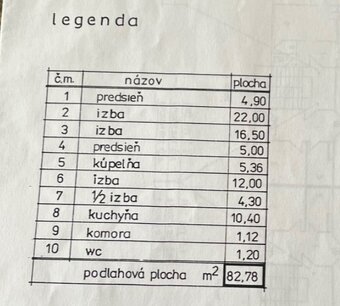 legenda
č.m. názov plocha
1 predsieň 4,90
2 izba 22,00
3 izba 16,50
4 predsieň 5,00
5 kúpelňa 5,36
6 izba 12,00
7 1/2 izba 4,30
8 kuchyňa 10,40
9 komora 1,12
10 wc 1,20
podlahová plocha m² 82,78